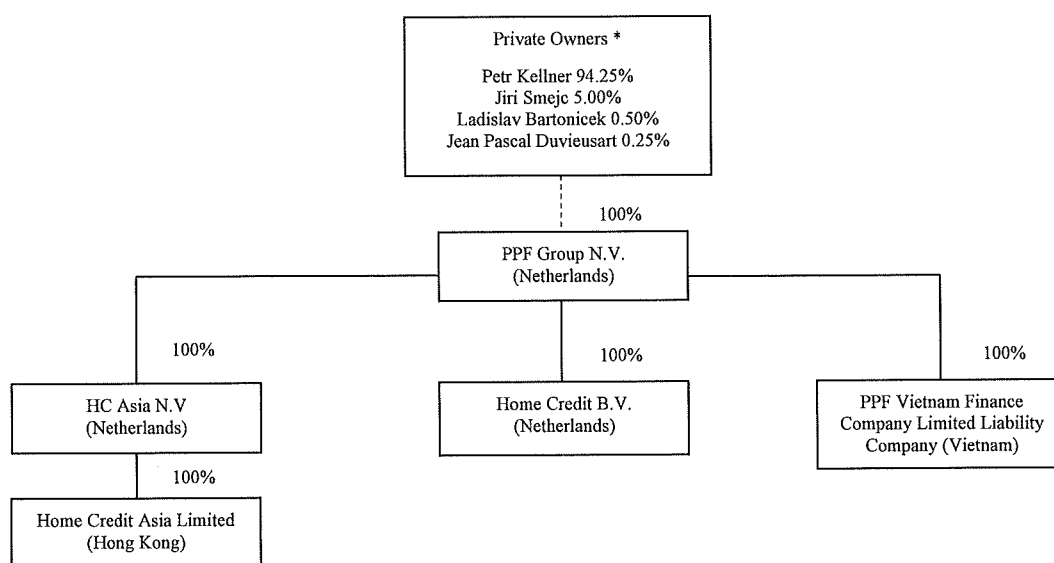 Private Owners *
Petr Kellner 94.25%
Jiri Smejc 5.00%
Ladislav Bartonicek 0.50%
Jean Pascal Duvieusart 0.25%
100%
PPF Group N.V.
(Netherlands)
100%
100%
100%
HC Asia N.V
(Netherlands)
Home Credit B.V.
(Netherlands)
PPF Vietnam Finance
Company Limited Liability
Company (Vietnam)
100%
Home Credit Asia Limited
(Hong Kong)